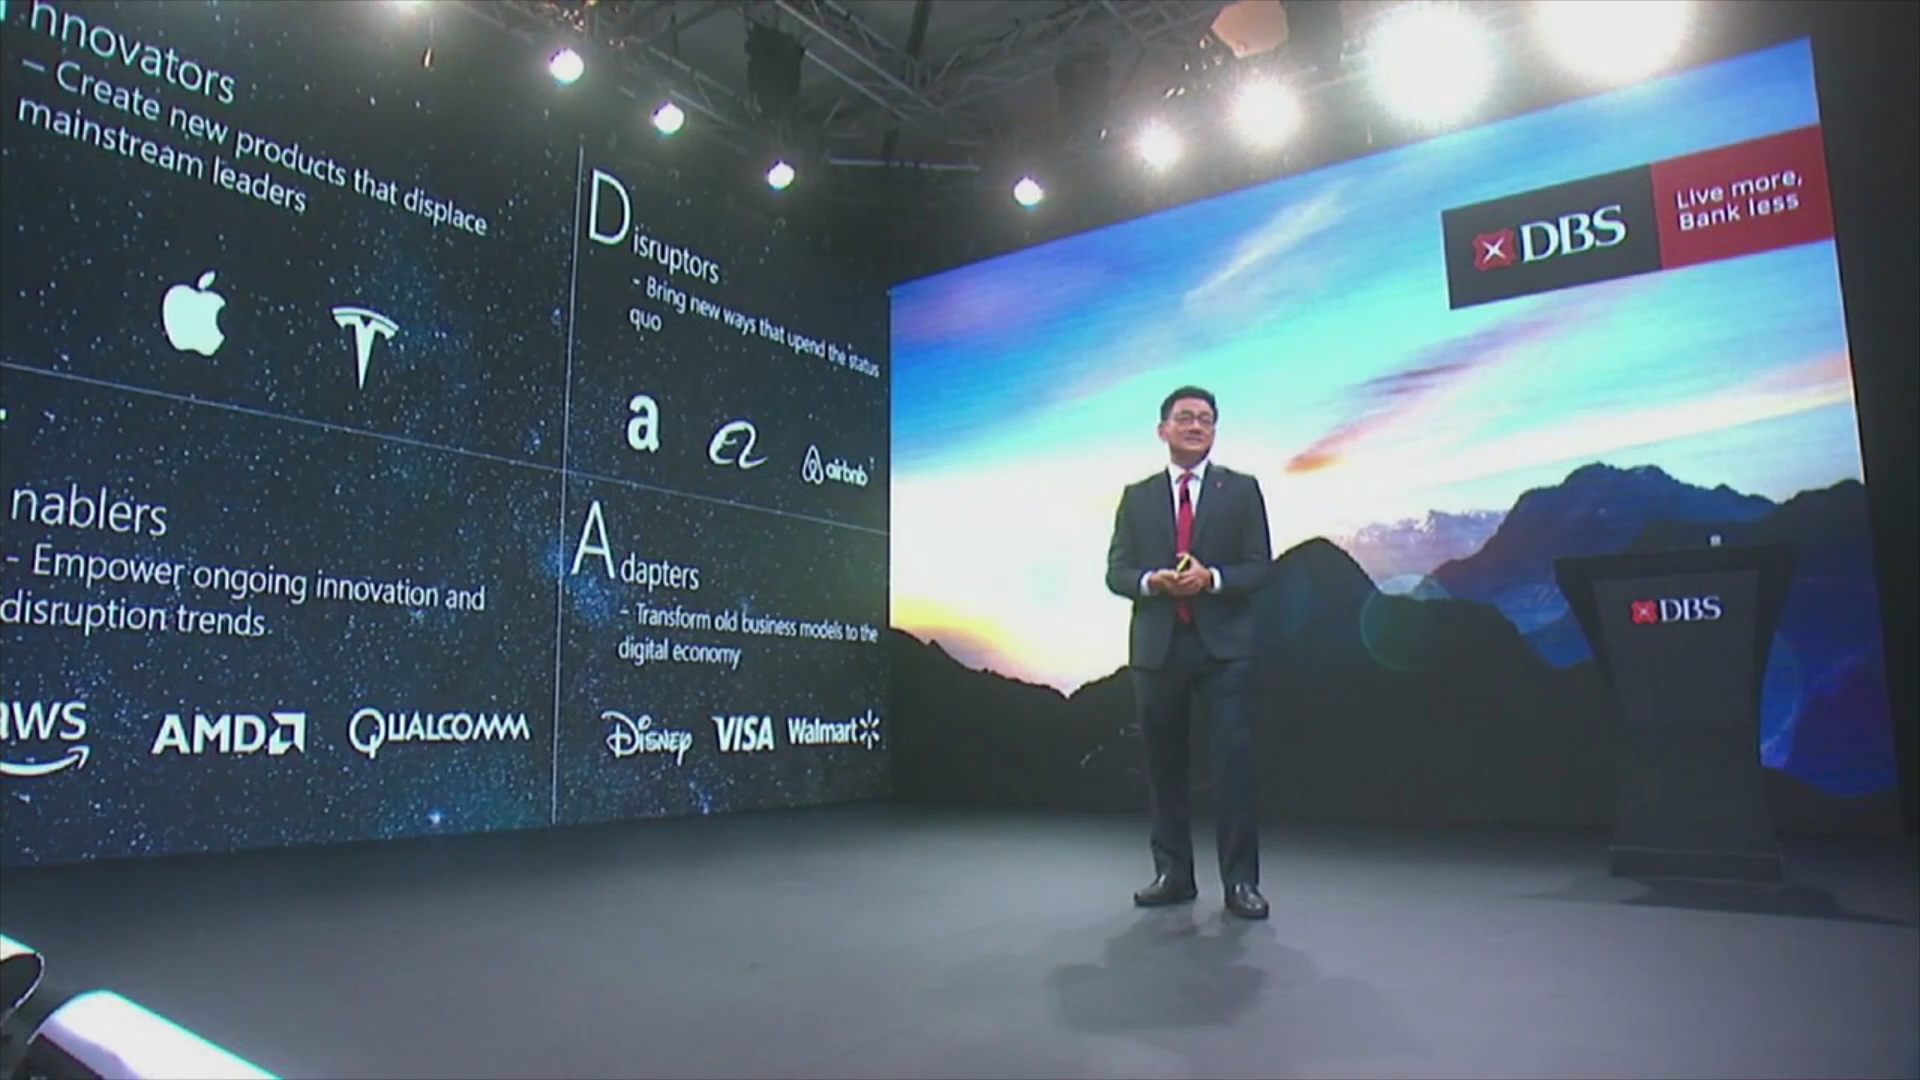 nnovators
– Create new products that displace
mainstream leaders
Disruptors
- Bring new ways that upend the status
quo
a
airbnb
nablers
- Empower ongoing innovation and
disruption trends
aws
AMD
QUALCOMM
Adapters
- Transform old business models to the
digital economy
Disney
VISA
Walmart
DBS
Live more,
Bank less
DBS